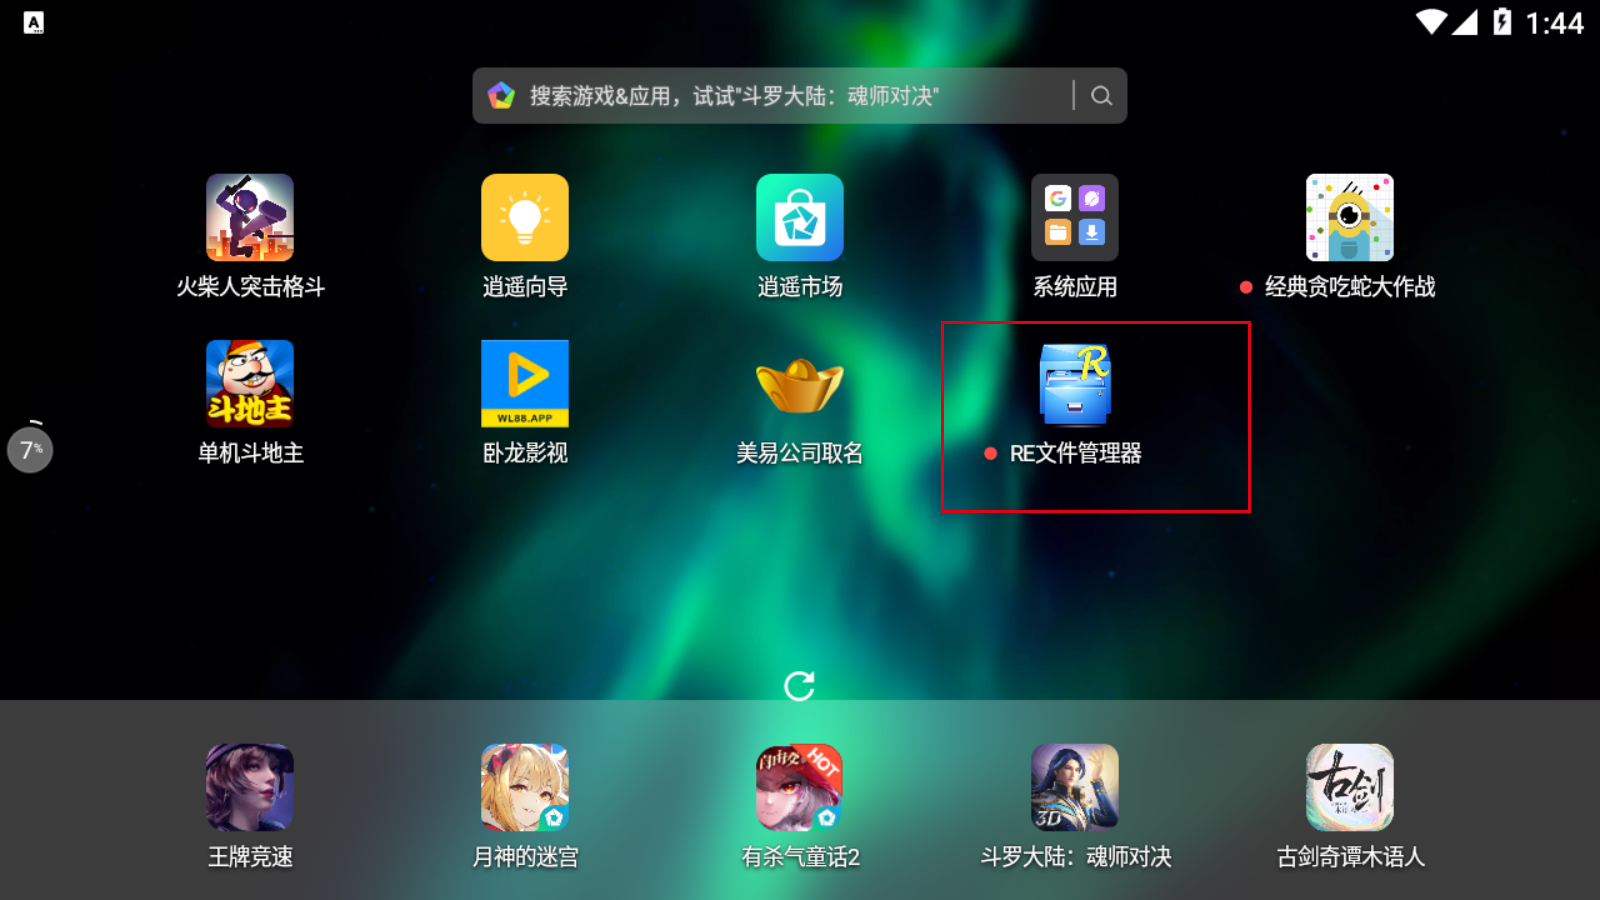 A
1:44
搜索游戏&应用，试试"斗罗大陆：魂师对决"
火柴人突击格斗
逍遥向导
逍遥市场
G
系统应用
经典贪吃蛇大作战
斗地主
WL88.APP
R
单机斗地主
卧龙影视
美易公司取名
RE文件管理器
7%
HOT
3D
古剑
王牌竞速
月神的迷宫
有杀气童话2
斗罗大陆：魂师对决
古剑奇谭木语人